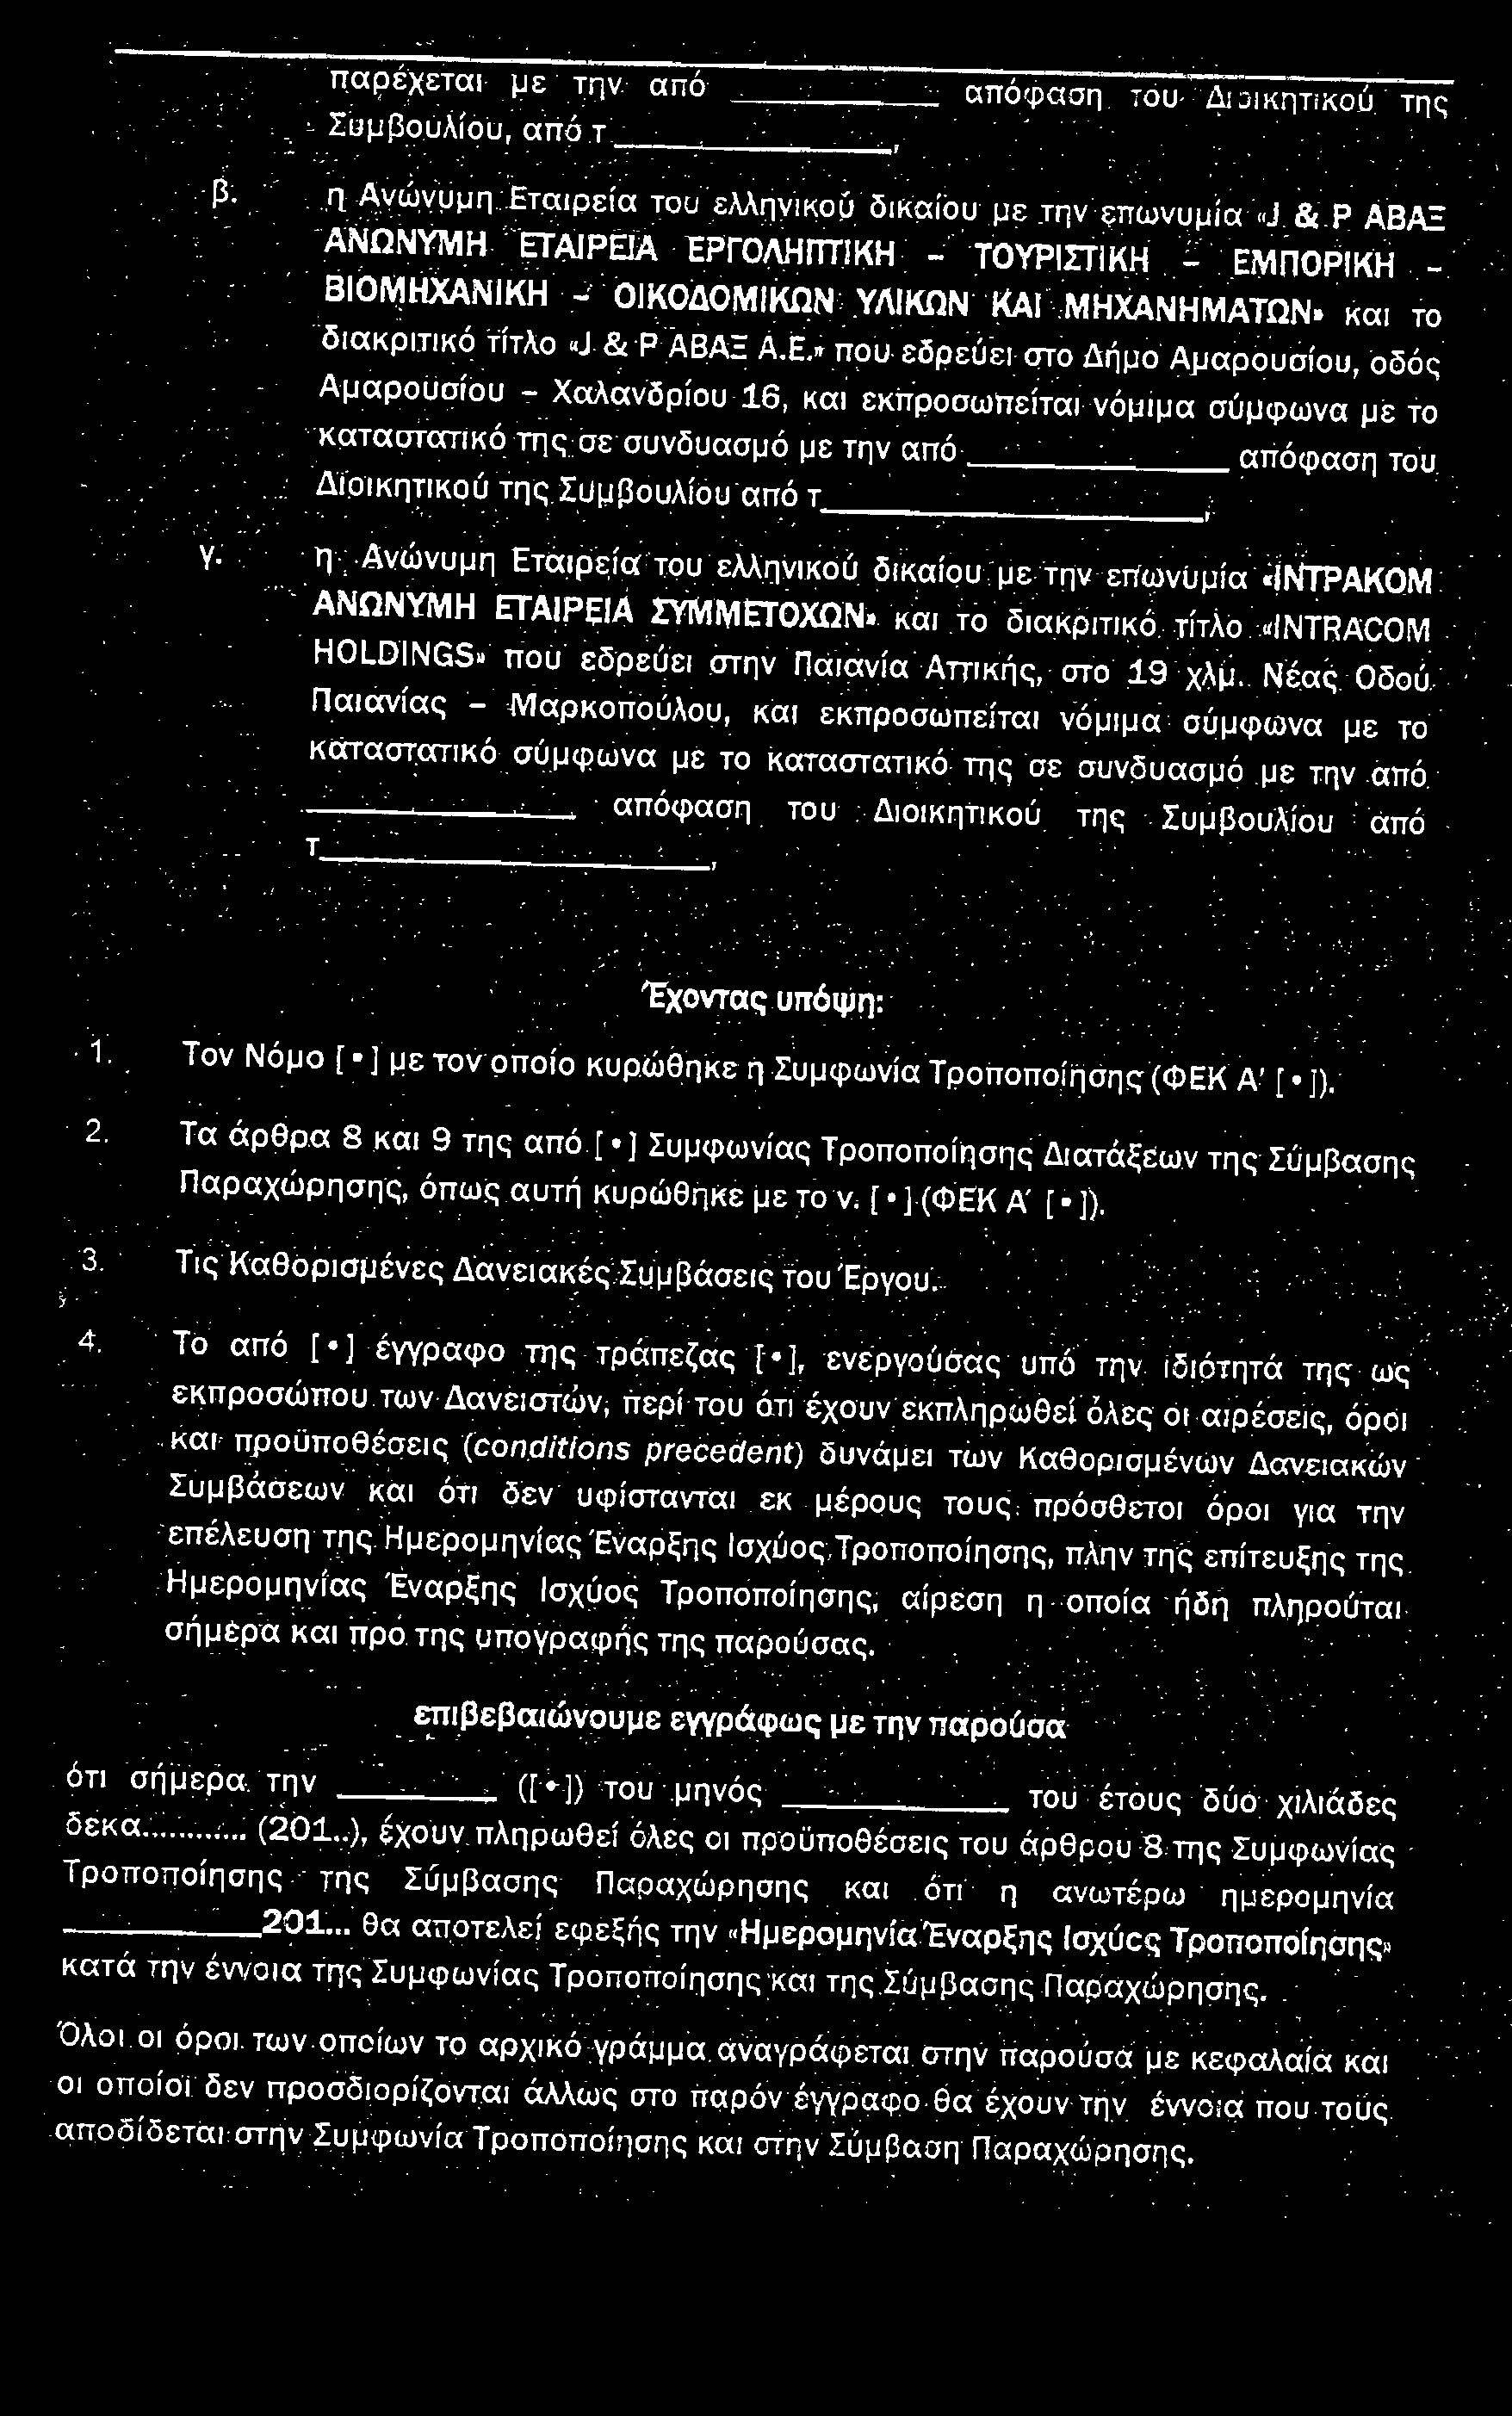 παρέχεται με την από ____________ απόφαση του Διοικητικού της
Συμβουλίου, από τ____________,
β. η Ανώνυμη Εταιρεία του ελληνικού δικαίου με την επωνυμία «J & P ΑΒΑΞ
ΑΝΩΝΥΜΗ ΕΤΑΙΡΕΙΑ ΕΡΓΟΛΗΠΤΙΚΗ – ΤΟΥΡΙΣΤΙΚΗ – ΕΜΠΟΡΙΚΗ –
ΒΙΟΜΗΧΑΝΙΚΗ – ΟΙΚΟΔΟΜΙΚΩΝ ΥΛΙΚΩΝ ΚΑΙ ΜΗΧΑΝΗΜΑΤΩΝ» και το
διακριτικό τίτλο «J & P ΑΒΑΞ Α.Ε.» που εδρεύει στο Δήμο Αμαρουσίου, οδός
Αμαρουσίου – Χαλανδρίου 16, και εκπροσωπείται νόμιμα σύμφωνα με το
καταστατικό της σε συνδυασμό με την από ____________ απόφαση του
Διοικητικού της Συμβουλίου από τ____________,
γ. η Ανώνυμη Εταιρεία του ελληνικού δικαίου με την επωνυμία «ΙΝΤΡΑΚΟΜ
ΑΝΩΝΥΜΗ ΕΤΑΙΡΕΙΑ ΣΥΜΜΕΤΟΧΩΝ» και το διακριτικό τίτλο «INTRACOM
HOLDINGS» που εδρεύει στην Παιανία Αττικής, στο 19 χλμ. Νέας Οδού
Παιανίας – Μαρκοπούλου, και εκπροσωπείται νόμιμα σύμφωνα με το
καταστατικό σύμφωνα με το καταστατικό της σε συνδυασμό με την από
____________ απόφαση του Διοικητικού της Συμβουλίου από
τ____________,
Έχοντας υπόψη:
1. Τον Νόμο [•] με τον οποίο κυρώθηκε η Συμφωνία Τροποποίησης (ΦΕΚ Α' [•]).
2. Τα άρθρα 8 και 9 της από [•] Συμφωνίας Τροποποίησης Διατάξεων της Σύμβασης
Παραχώρησης, όπως αυτή κυρώθηκε με το ν. [•] (ΦΕΚ Α' [•]).
3. Τις Καθορισμένες Δανειακές Συμβάσεις του Έργου.
4. Το από [•] έγγραφο της τράπεζας [•], ενεργούσας υπό την ιδιότητά της ως
εκπροσώπου των Δανειστών, περί του ότι έχουν εκπληρωθεί όλες οι αιρέσεις, όροι
και προϋποθέσεις (conditions precedent) δυνάμει των Καθορισμένων Δανειακών
Συμβάσεων και ότι δεν υφίστανται εκ μέρους τους πρόσθετοι όροι για την
επέλευση της Ημερομηνίας Έναρξης Ισχύος Τροποποίησης, πλην της επίτευξης της
Ημερομηνίας Έναρξης Ισχύος Τροποποίησης, αίρεση η οποία ήδη πληρούται
σήμερα και πρό της υπογραφής της παρούσας.
επιβεβαιώνουμε εγγράφως με την παρούσα
ότι σήμερα την _________ ([•]) του μηνός ____________ του έτους δύο χιλιάδες
δεκα............ (201..), έχουν πληρωθεί όλες οι προϋποθέσεις του άρθρου 8 της Συμφωνίας
Τροποποίησης της Σύμβασης Παραχώρησης και ότι η ανωτέρω ημερομηνία
____________201... θα αποτελεί εφεξής την «Ημερομηνία Έναρξης Ισχύος Τροποποίησης»
κατά την έννοια της Συμφωνίας Τροποποίησης και της Σύμβασης Παραχώρησης.
Όλοι οι όροι των οποίων το αρχικό γράμμα αναγράφεται στην παρούσα με κεφαλαία και
οι οποίοι δεν προσδιορίζονται άλλως στο παρόν έγγραφο θα έχουν την έννοια που τους
αποδίδεται στην Συμφωνία Τροποποίησης και στην Σύμβαση Παραχώρησης.